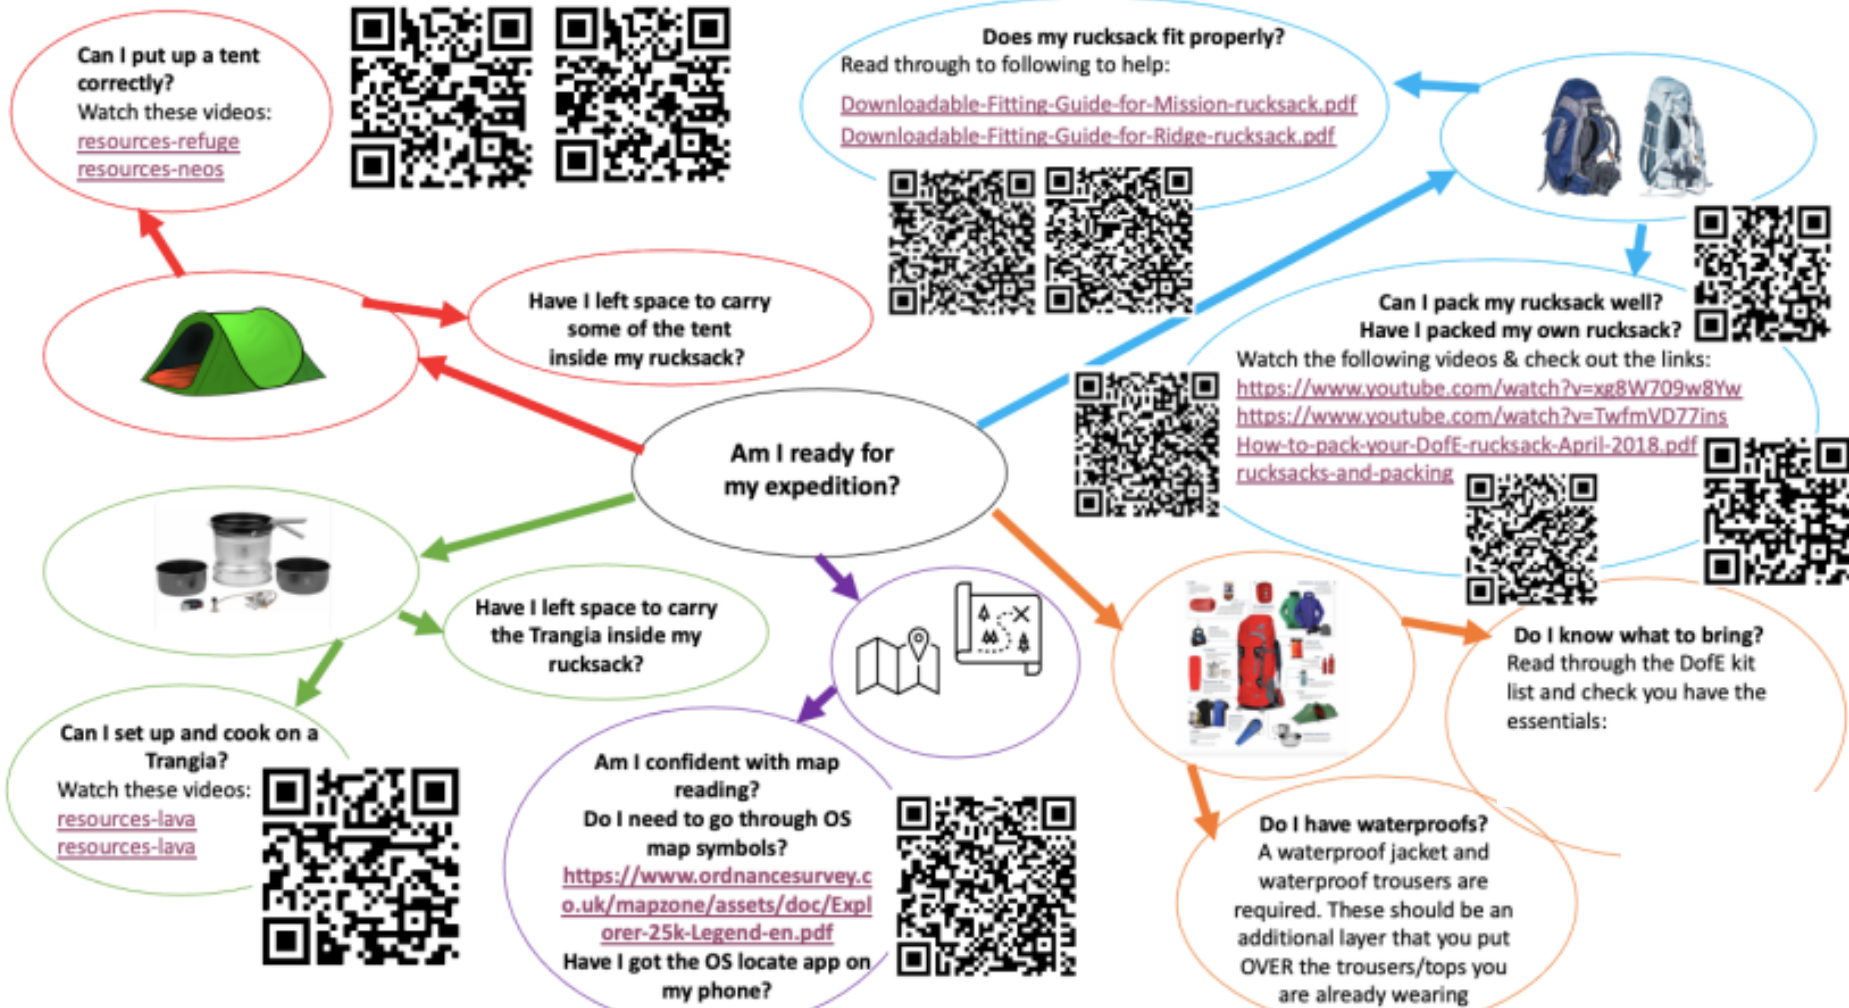 Can I put up a tent
correctly?
Watch these videos:
resources-refuge
resources-neos
Does my rucksack fit properly?
Read through to following to help:
Downloadable-Fitting-Guide-for-Mission-rucksack.pdf
Downloadable-Fitting-Guide-for-Ridge-rucksack.pdf
Have I left space to carry
some of the tent
inside my rucksack?
Can I pack my rucksack well?
Have I packed my own rucksack?
Watch the following videos & check out the links:
https://www.youtube.com/watch?v=xg8W709w8Yw
https://www.youtube.com/watch?v=TwfmVD77ins
How-to-pack-your-DofE-rucksack-April-2018.pdf
rucksacks-and-packing
Am I ready for
my expedition?
Have I left space to carry
the Trangia inside my
rucksack?
Can I set up and cook on a
Trangia?
Watch these videos:
resources-lava
resources-lava
Am I confident with map
reading?
Do I need to go through OS
map symbols?
https://www.ordnancesurvey.c
o.uk/mapzone/assets/doc/Expl
orer-25k-Legend-en.pdf
Have I got the OS locate app on
my phone?
Do I know what to bring?
Read through the DofE kit
list and check you have the
essentials:
Do I have waterproofs?
A waterproof jacket and
waterproof trousers are
required. These should be an
additional layer that you put
OVER the trousers/tops you
are already wearing